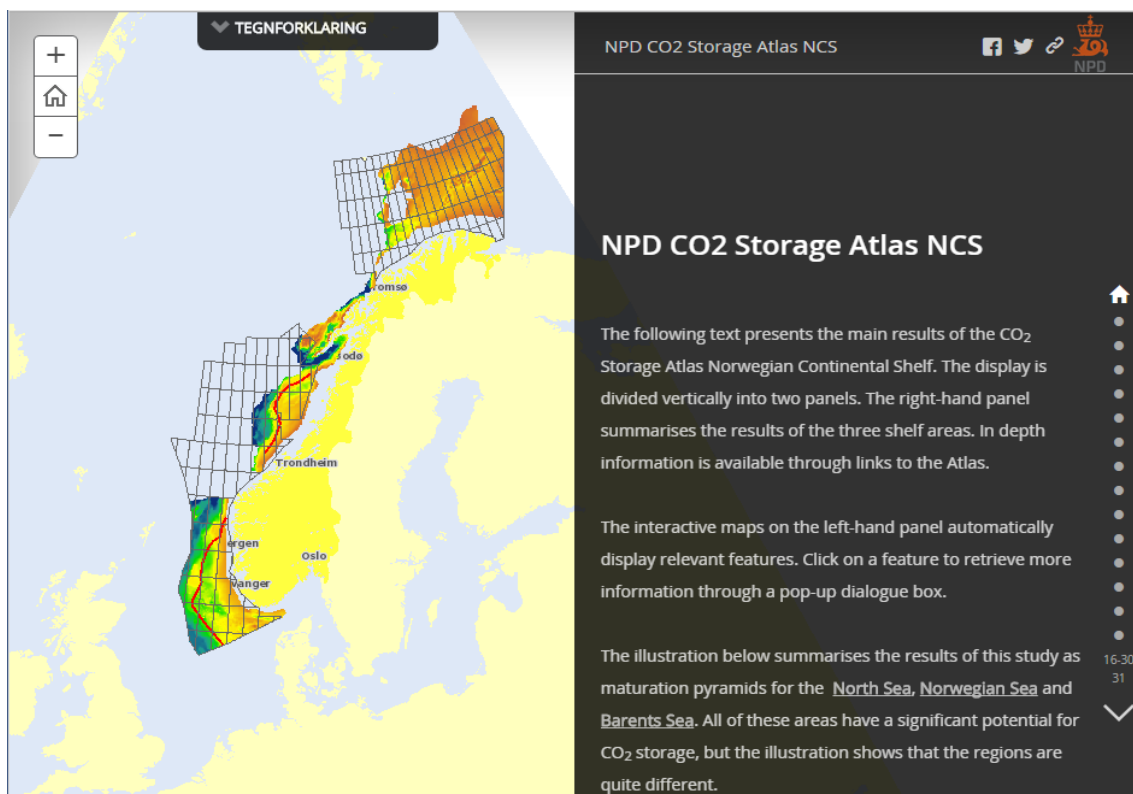 TEGNFORKLARING
+
−
Tromsø
Bodø
Trondheim
ergen
Oslo
vanger
NPD CO2 Storage Atlas NCS
NPD
NPD CO2 Storage Atlas NCS
The following text presents the main results of the CO2
Storage Atlas Norwegian Continental Shelf. The display is
divided vertically into two panels. The right-hand panel
summarises the results of the three shelf areas. In depth
information is available through links to the Atlas.
The interactive maps on the left-hand panel automatically
display relevant features. Click on a feature to retrieve more
information through a pop-up dialogue box.
The illustration below summarises the results of this study as
maturation pyramids for the North Sea, Norwegian Sea and
Barents Sea. All of these areas have a significant potential for
CO2 storage, but the illustration shows that the regions are
quite different.
16-30
31